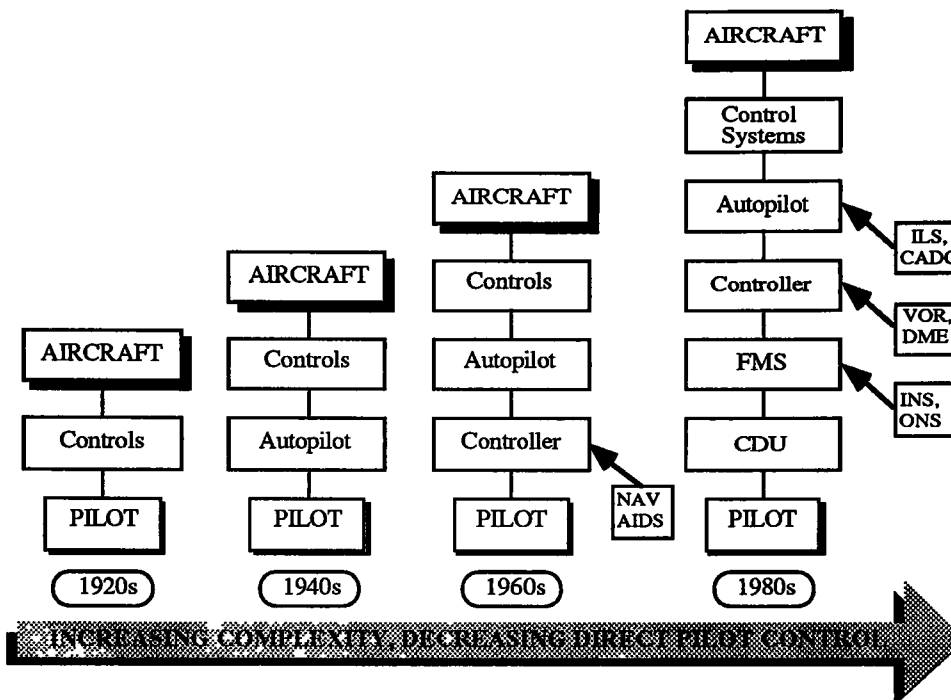 AIRCRAFT
Controls
PILOT
1920s
AIRCRAFT
Controls
Autopilot
PILOT
1940s
AIRCRAFT
Controls
Autopilot
Controller
PILOT
NAV
AIDS
1960s
AIRCRAFT
Control
Systems
Autopilot
ILS,
CADC
Controller
VOR,
DME
FMS
INS,
ONS
CDU
PILOT
1980s
INCREASING COMPLEXITY, DECREASING DIRECT PILOT CONTROL